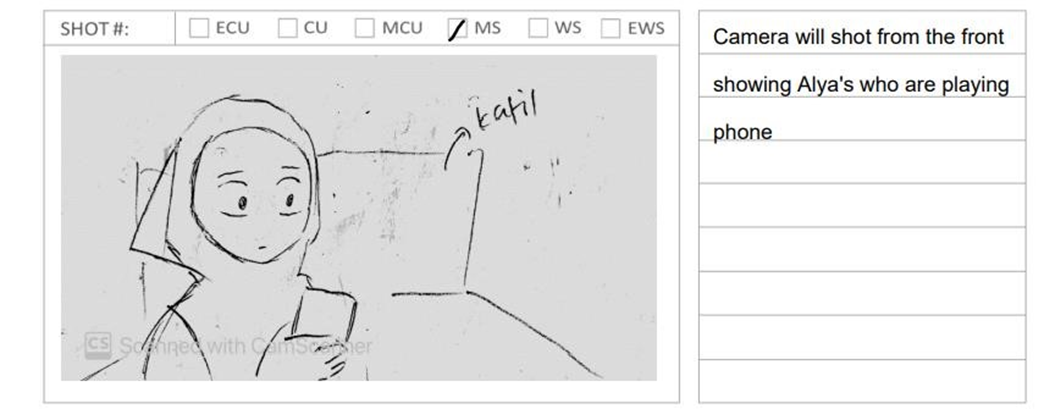 SHOT #: ECU CU MCU MS WS EWS
katil
CS Scanned with CamScanner
Camera will shot from the front
showing Alya's who are playing
phone